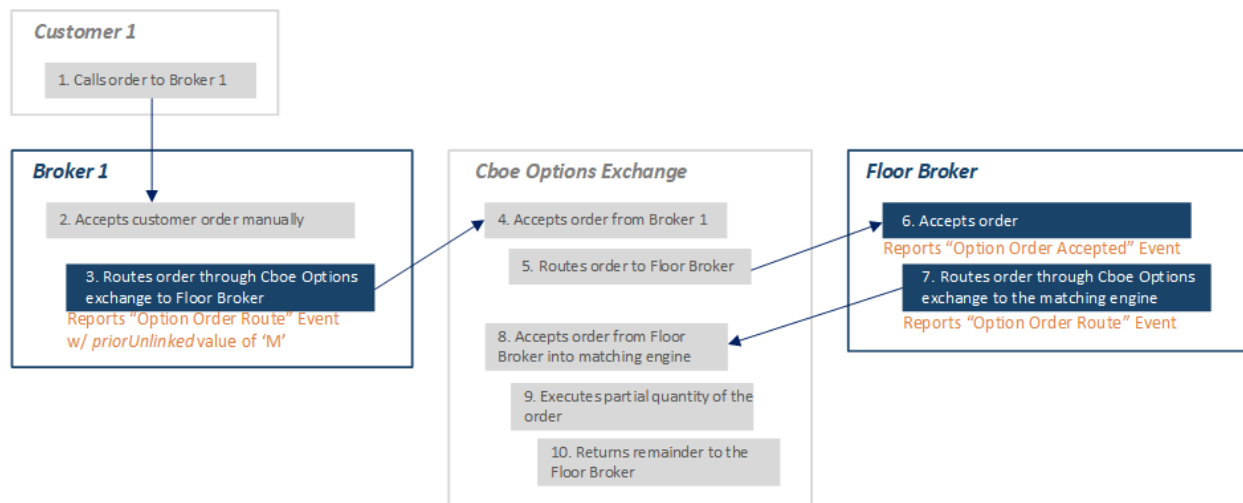 Customer 1
1. Calls order to Broker 1
Broker 1
2. Accepts customer order manually
3. Routes order through Cboe Options
exchange to Floor Broker
Reports “Option Order Route” Event
w/ priorUnlinked value of ‘M’
Cboe Options Exchange
4. Accepts order from Broker 1
5. Routes order to Floor Broker
Floor Broker
6. Accepts order
Reports “Option Order Accepted” Event
7. Routes order through Cboe Options
exchange to the matching engine
Reports “Option Order Route” Event
8. Accepts order from Floor
Broker into matching engine
9. Executes partial quantity of the
order
10. Returns remainder to the
Floor Broker